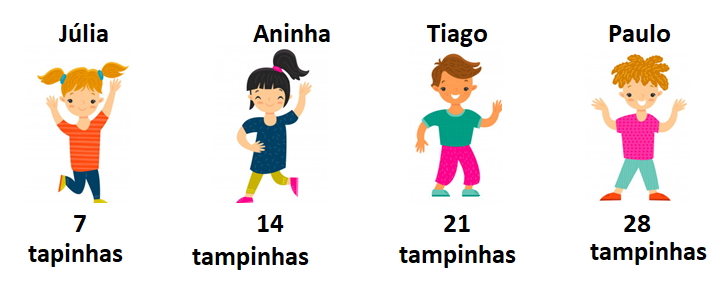 Júlia
Aninha
Tiago
Paulo
7
14
21
28
tapinhas
tampinhas
tampinhas
tampinhas